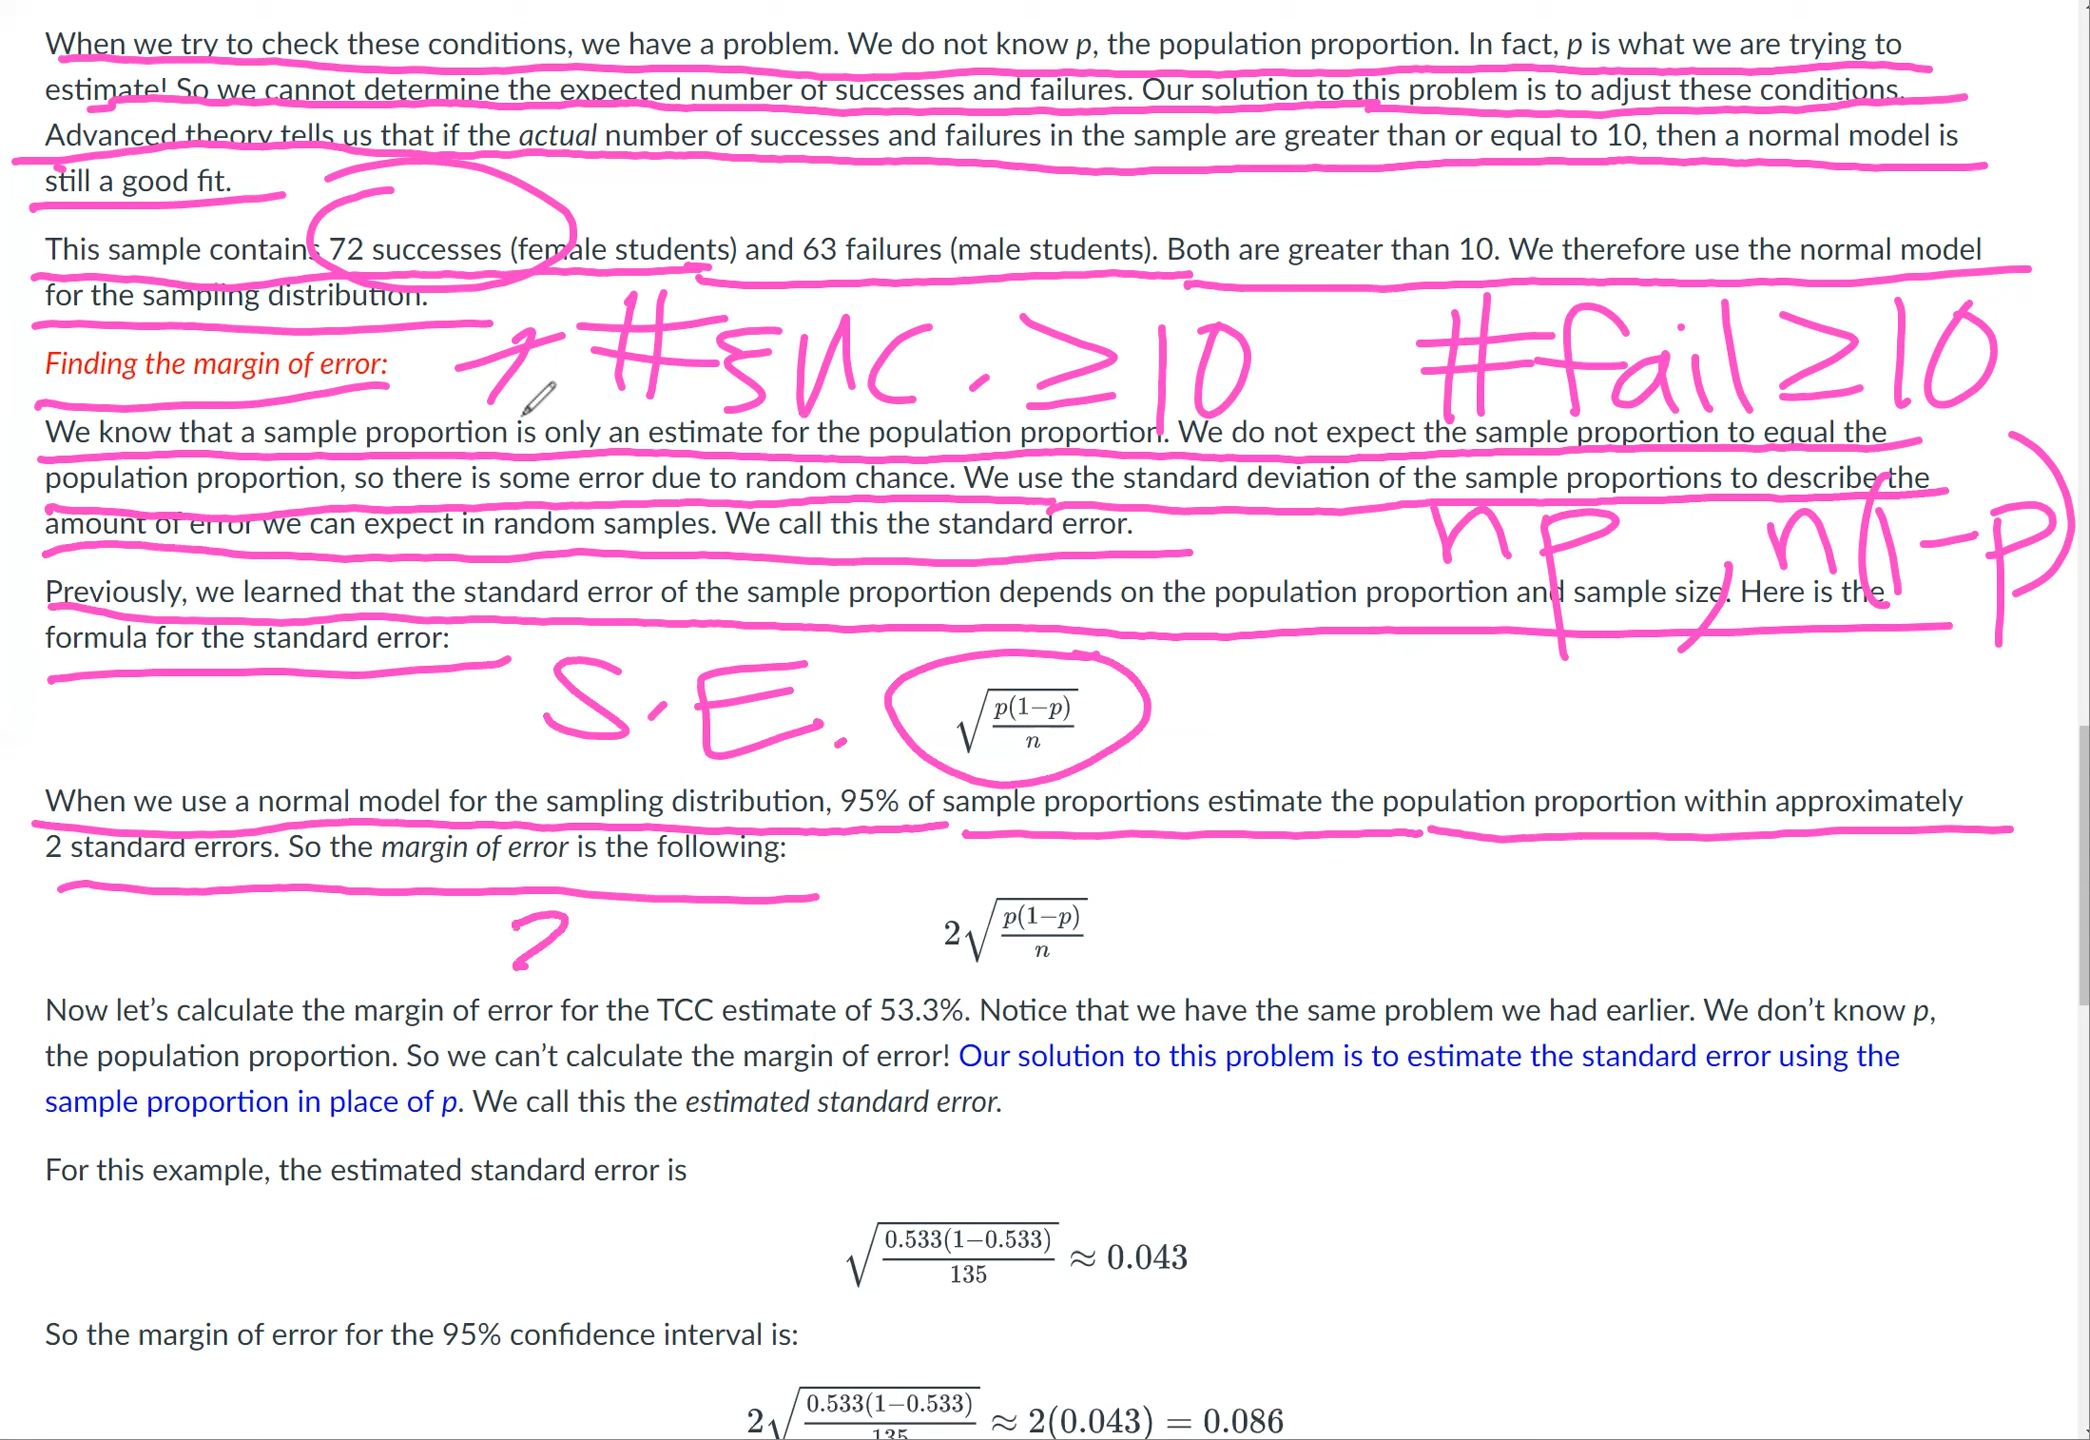 When we try to check these conditions, we have a problem. We do not know p, the population proportion. In fact, p is what we are trying to
estimate! So we cannot determine the expected number of successes and failures. Our solution to this problem is to adjust these conditions.
Advanced theory tells us that if the actual number of successes and failures in the sample are greater than or equal to 10, then a normal model is
still a good fit.
This sample contains 72 successes (female students) and 63 failures (male students). Both are greater than 10. We therefore use the normal model
for the sampling distribution.
#suc. ≥10 #fail≥10
Finding the margin of error:
We know that a sample proportion is only an estimate for the population proportion. We do not expect the sample proportion to equal the
population proportion, so there is some error due to random chance. We use the standard deviation of the sample proportions to describe the
amount of error we can expect in random samples. We call this the standard error.
np, n(1-p)
Previously, we learned that the standard error of the sample proportion depends on the population proportion and sample size. Here is the
formula for the standard error:
S.E. √(p(1−p)/n)
When we use a normal model for the sampling distribution, 95% of sample proportions estimate the population proportion within approximately
2 standard errors. So the margin of error is the following:
2√(p(1−p)/n)
Now let’s calculate the margin of error for the TCC estimate of 53.3%. Notice that we have the same problem we had earlier. We don’t know p,
the population proportion. So we can’t calculate the margin of error! Our solution to this problem is to estimate the standard error using the
sample proportion in place of p. We call this the estimated standard error.
For this example, the estimated standard error is
√(0.533(1−0.533)/135) ≈ 0.043
So the margin of error for the 95% confidence interval is:
2√(0.533(1−0.533)/135) ≈ 2(0.043) = 0.086